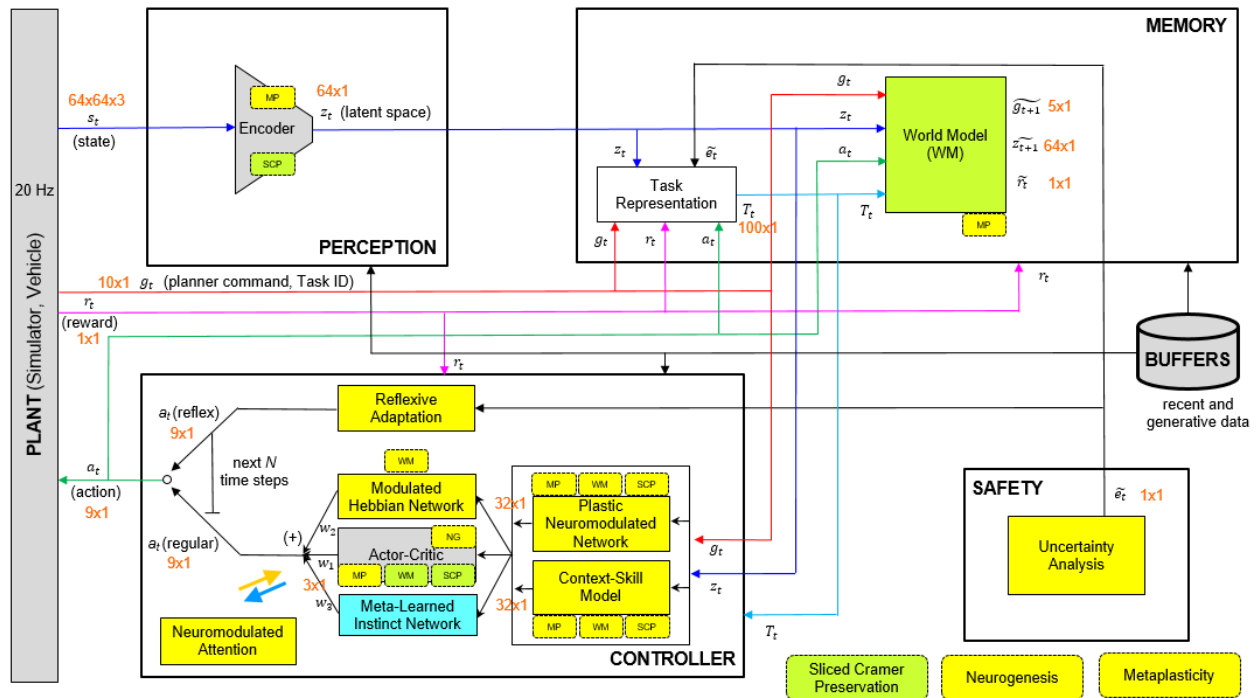 PLANT (Simulator, Vehicle)
20 Hz
64x64x3
s_t
(state)
MP
Encoder
SCP
64x1
z_t (latent space)
PERCEPTION
MEMORY
z_t
ẽ_t
Task
Representation
T_t
100x1
g_t
r_t
a_t
g_t
z_t
a_t
T_t
World Model
(WM)
MP
g̃_{t+1} 5x1
z̃_{t+1} 64x1
r̃_t 1x1
10x1 g_t (planner command, Task ID)
r_t
(reward)
1x1
r_t
r_t
BUFFERS
recent and
generative data
a_t (reflex)
9x1
Reflexive
Adaptation
next N
time steps
a_t
(action)
9x1
WM
Modulated
Hebbian Network
w_2
(+)
NG
Actor-Critic
w_1
MP
WM
SCP
3x1
w_3
Meta-Learned
Instinct Network
a_t (regular)
9x1
Neuromodulated
Attention
MP
WM
SCP
32x1
Plastic
Neuromodulated
Network
Context-Skill
Model
32x1
MP
WM
SCP
g_t
z_t
T_t
CONTROLLER
SAFETY
ẽ_t 1x1
Uncertainty
Analysis
Sliced Cramer
Preservation
Neurogenesis
Metaplasticity